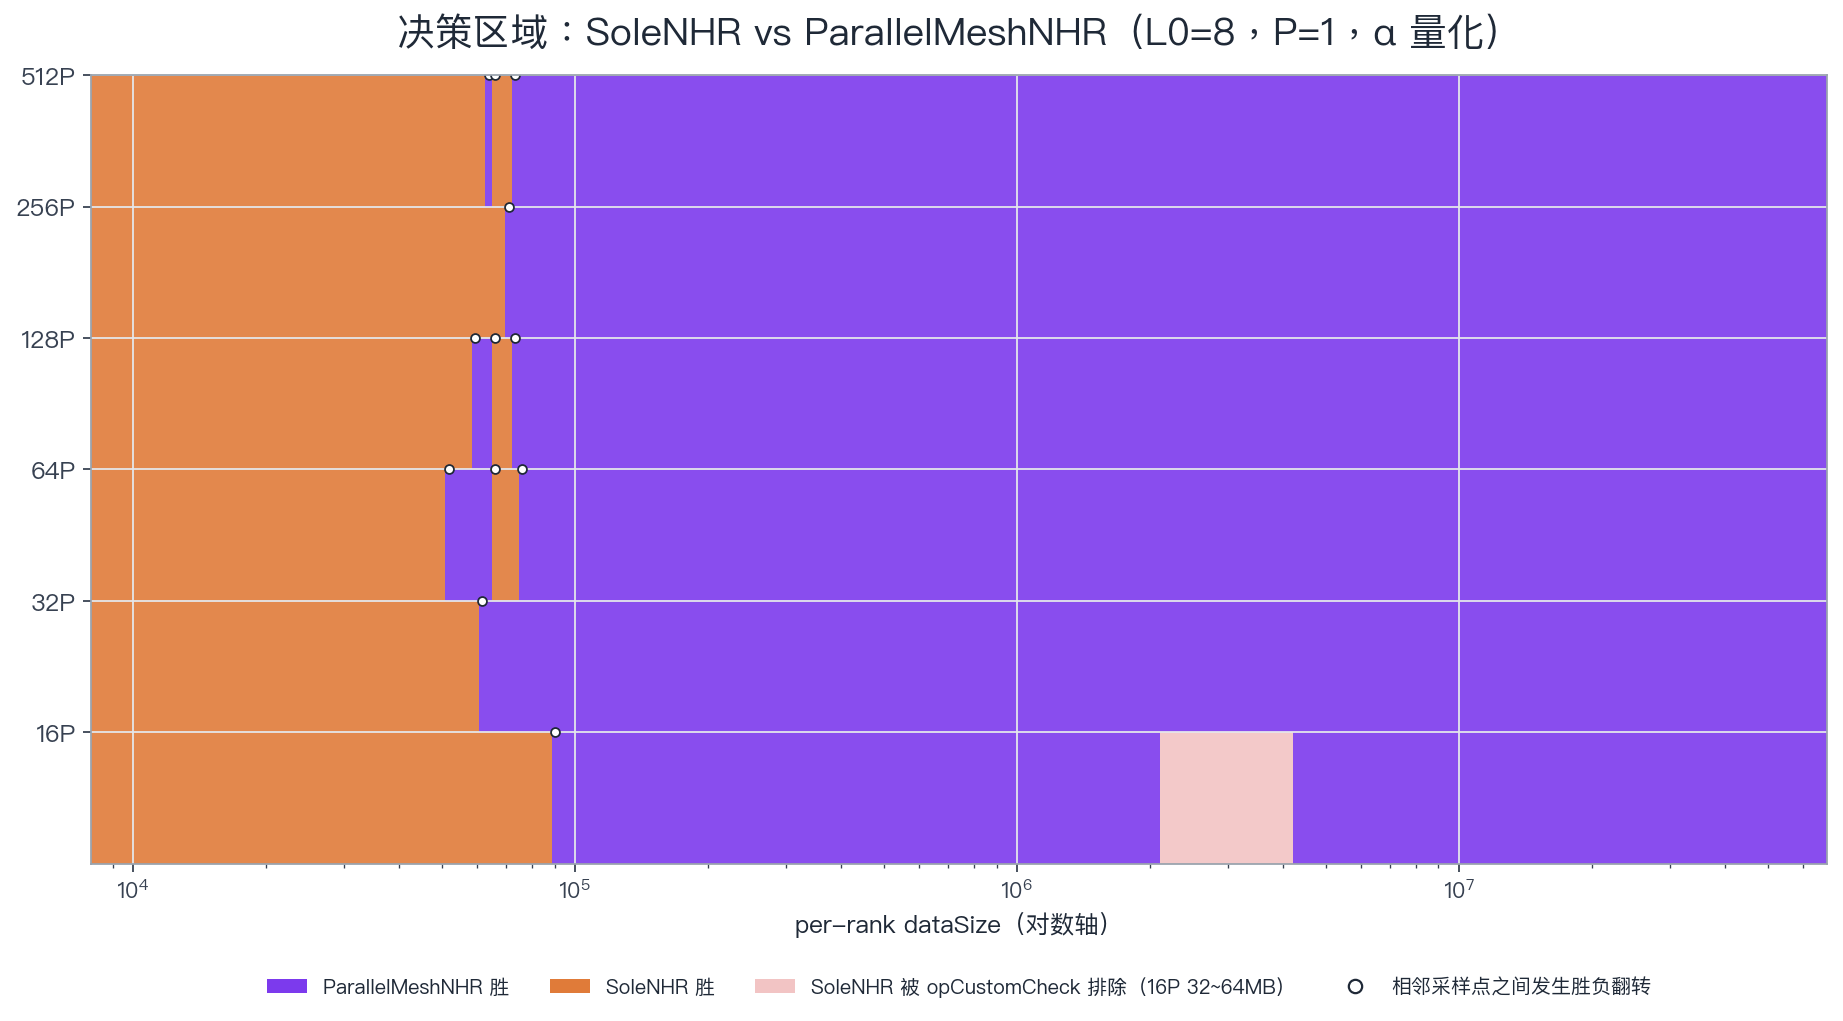 决策区域：SoleNHR vs ParallelMeshNHR（L0=8，P=1，α 量化）
512P
256P
128P
64P
32P
16P
10⁴
10⁵
10⁶
10⁷
per-rank dataSize（对数轴）
ParallelMeshNHR 胜
SoleNHR 胜
SoleNHR 被 opCustomCheck 排除（16P 32~64MB）
相邻采样点之间发生胜负翻转